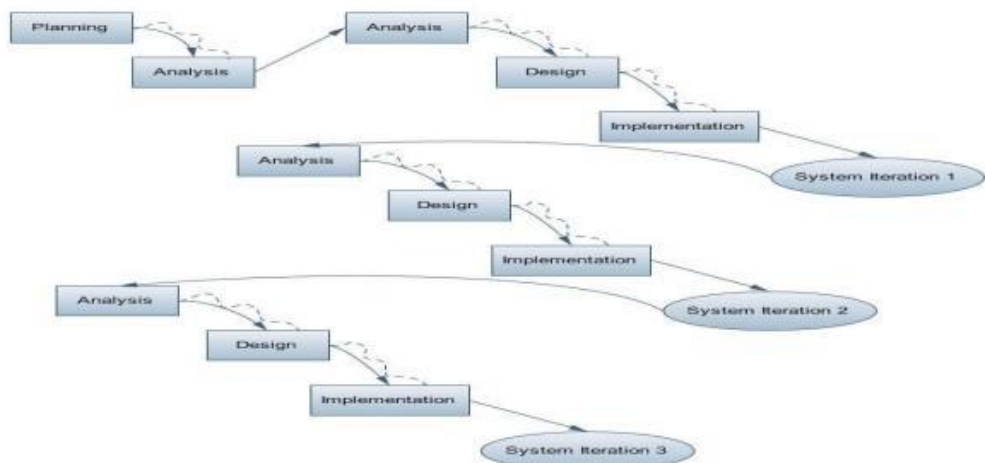 Planning
Analysis
Analysis
Design
Implementation
System Iteration 1
Analysis
Design
Implementation
System Iteration 2
Analysis
Design
Implementation
System Iteration 3